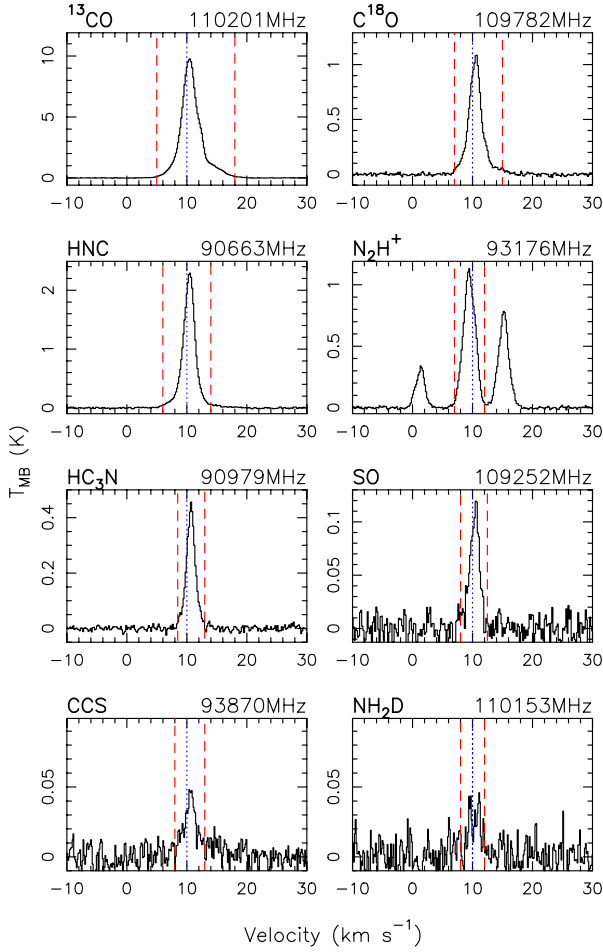 ¹³CO 110201MHz C¹⁸O 109782MHz
10
5
0
1
0.5
0
−10 0 10 20 30 −10 0 10 20 30
HNC 90663MHz N₂H⁺ 93176MHz
2
1
0
1
0.5
0
−10 0 10 20 30 −10 0 10 20 30
T_MB (K)
HC₃N 90979MHz SO 109252MHz
0.4
0.2
0
0.1
0.05
0
−10 0 10 20 30 −10 0 10 20 30
CCS 93870MHz NH₂D 110153MHz
0.05
0
0.05
0
−10 0 10 20 30 −10 0 10 20 30
Velocity (km s⁻¹)